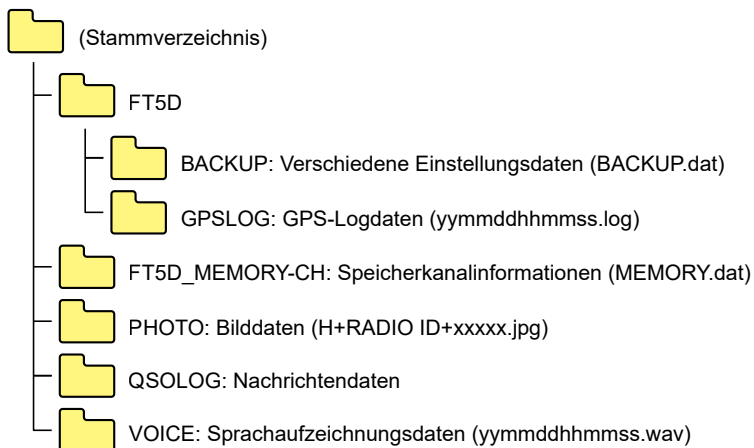 (Stammverzeichnis)
FT5D
BACKUP: Verschiedene Einstellungsdaten (BACKUP.dat)
GPSLOG: GPS-Logdaten (yymmddhhmmss.log)
FT5D_MEMORY-CH: Speicherkanalinformationen (MEMORY.dat)
PHOTO: Bilddaten (H+RADIO ID+xxxxx.jpg)
QSOLOG: Nachrichtendaten
VOICE: Sprachaufzeichnungsdaten (yymmddhhmmss.wav)